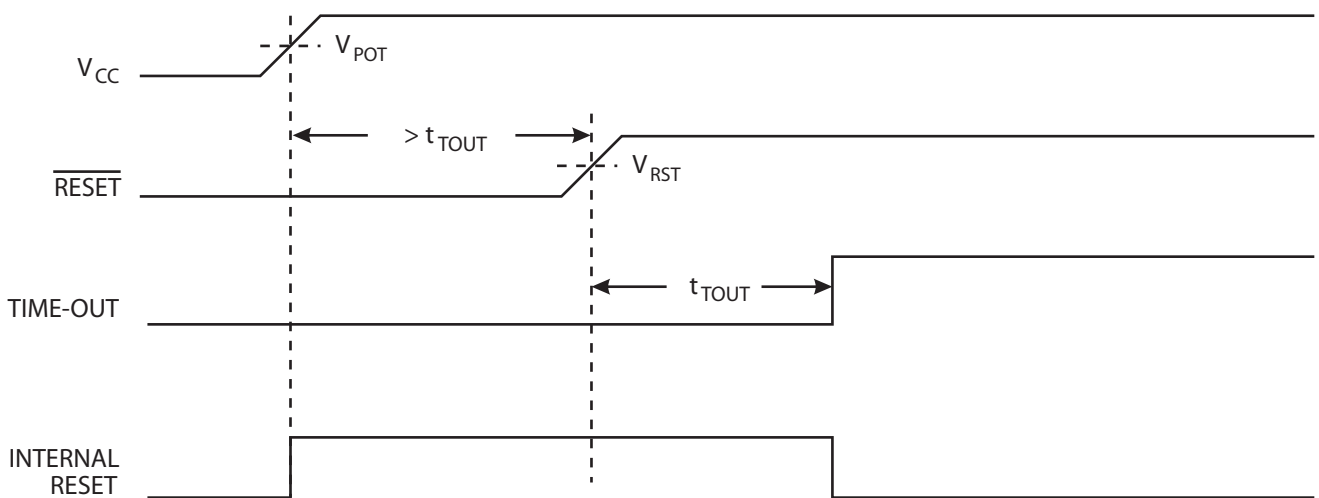 V_CC
V_POT
> t_TOUT
RESET
V_RST
t_TOUT
TIME-OUT
INTERNAL
RESET